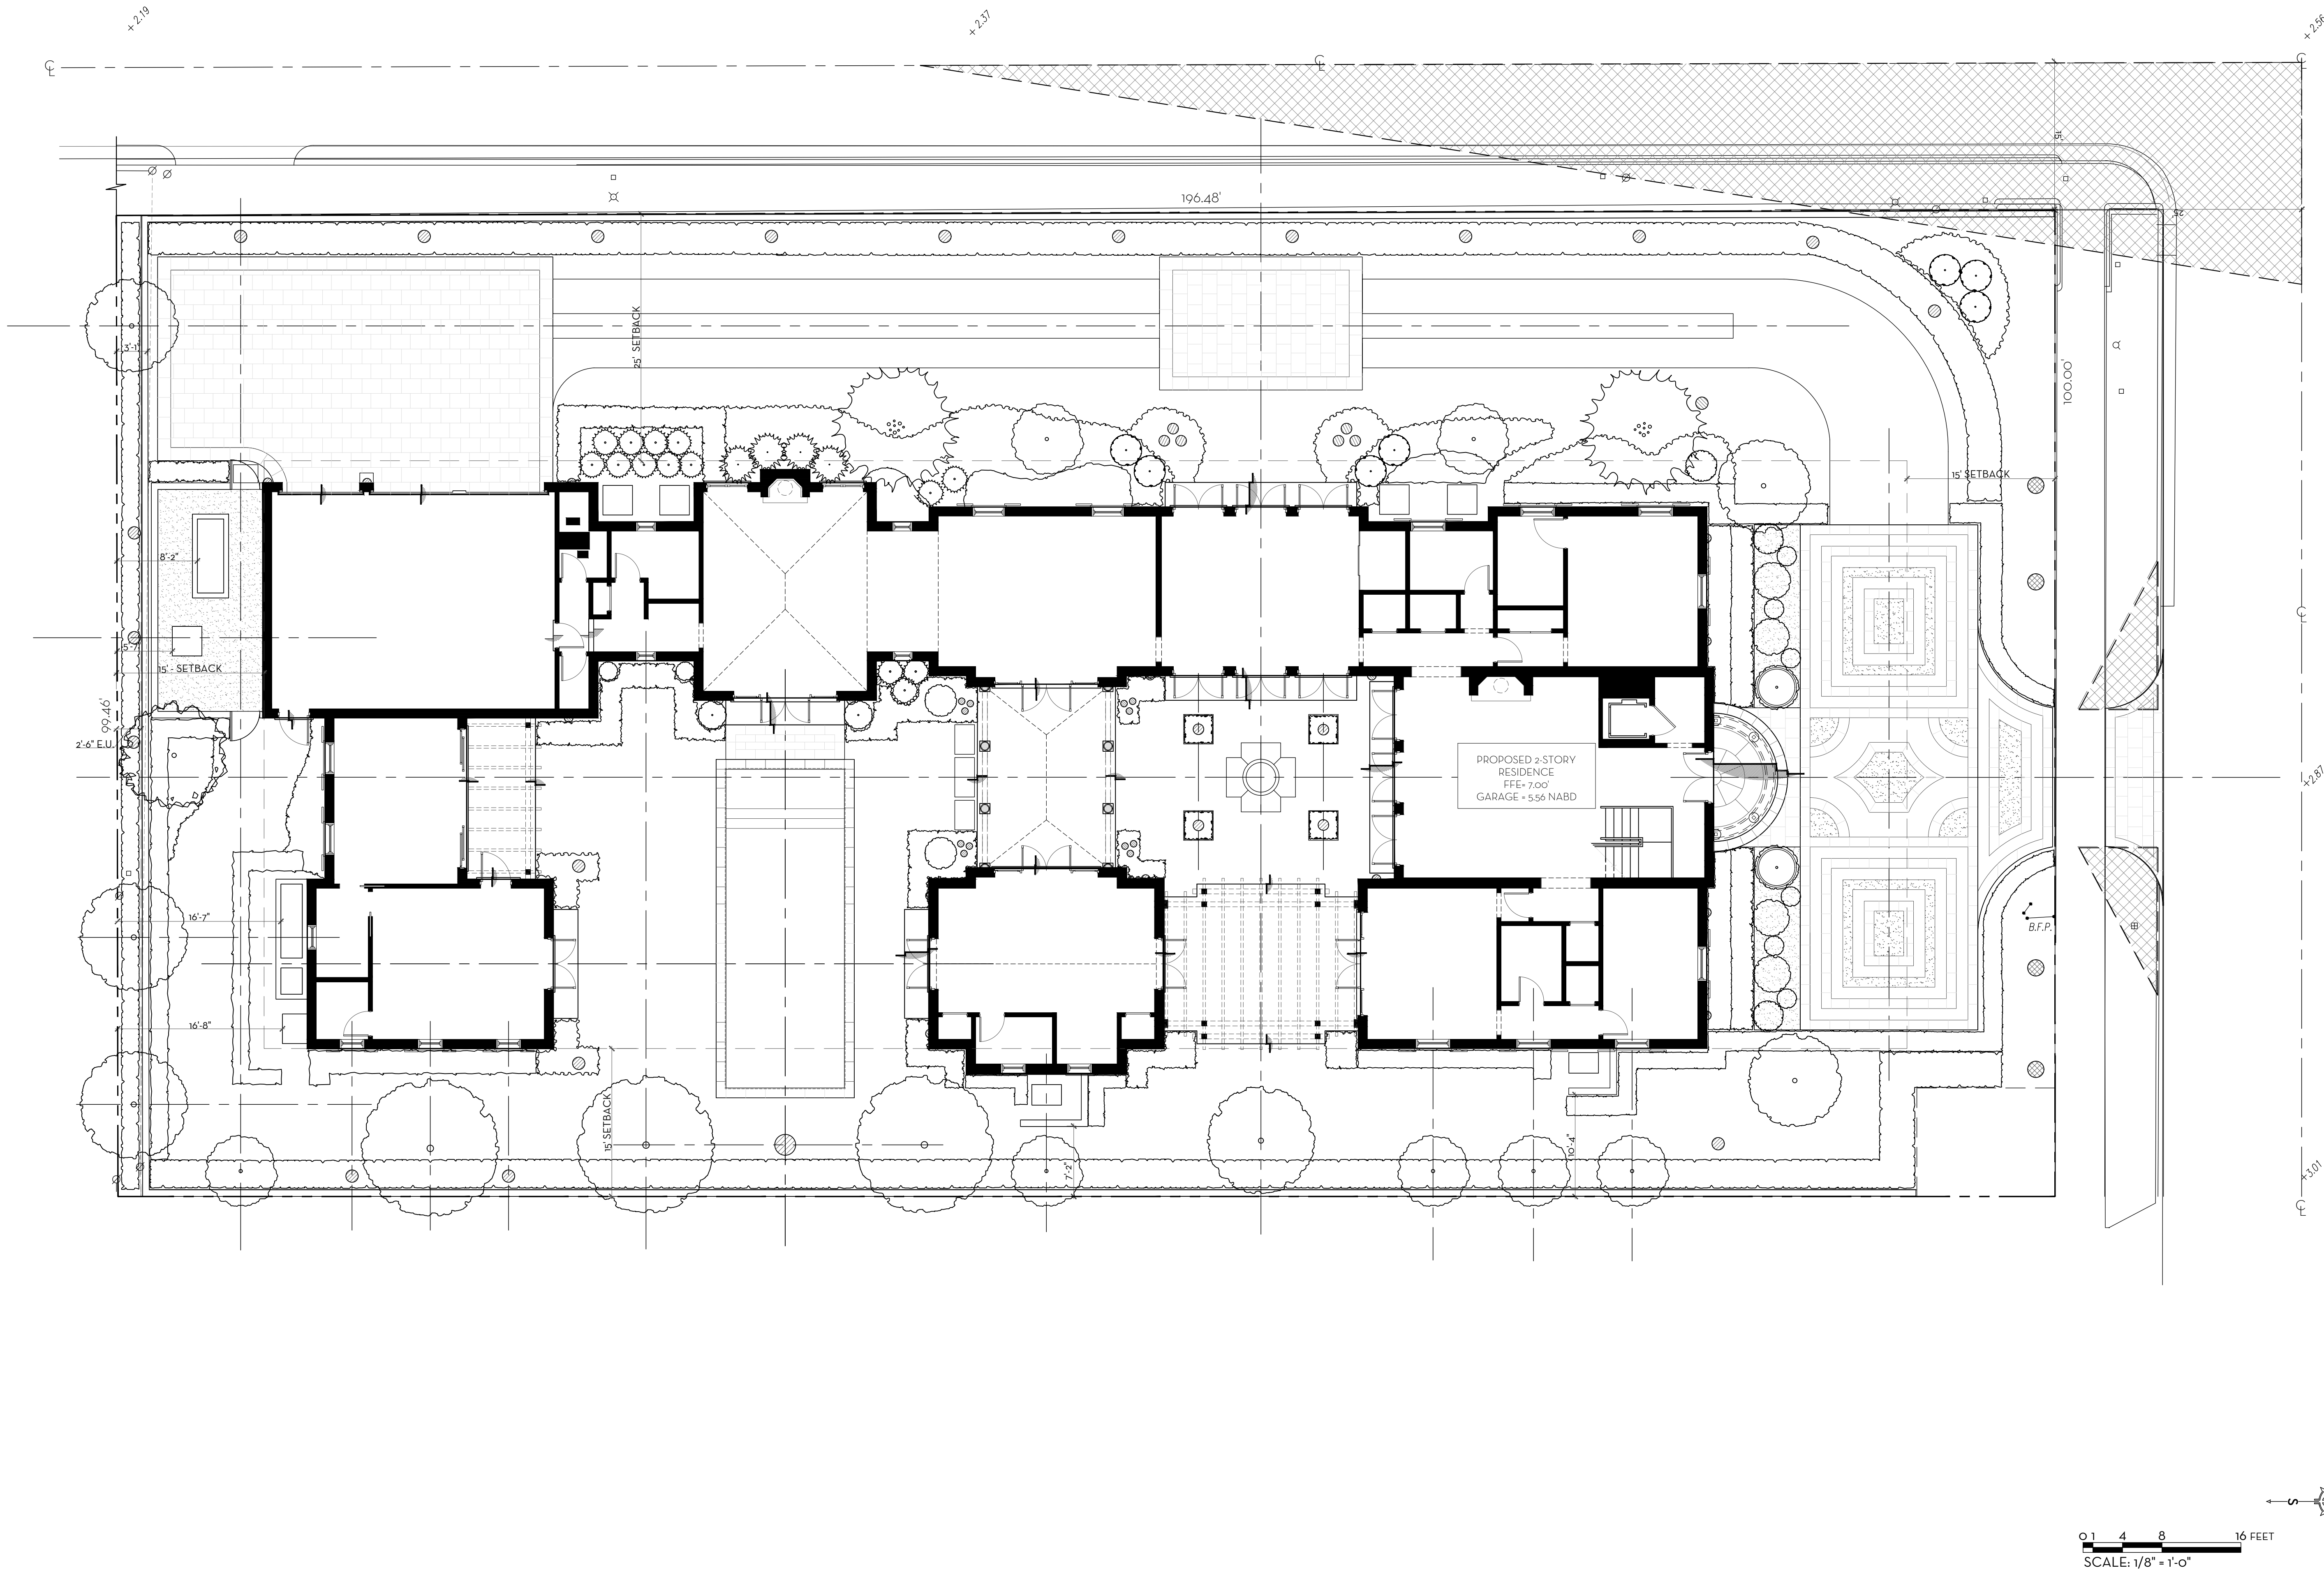 + 2.19
+ 2.37
+ 2.56
15'
196.48'
25'
25' SETBACK
3'-1"
100.00'
15' SETBACK
8'-2"
5'-7"
15' - SETBACK
99.46'
2'-6" E.U.
PROPOSED 2-STORY
RESIDENCE
FFE= 7.00'
GARAGE = 5.56 NABD
+2.87
16'-7"
B.F.P.
16'-8"
15' SETBACK
7'-2"
10'-4"
+3.01
S
0 1 4 8 16 FEET
SCALE: 1/8" = 1'-0"